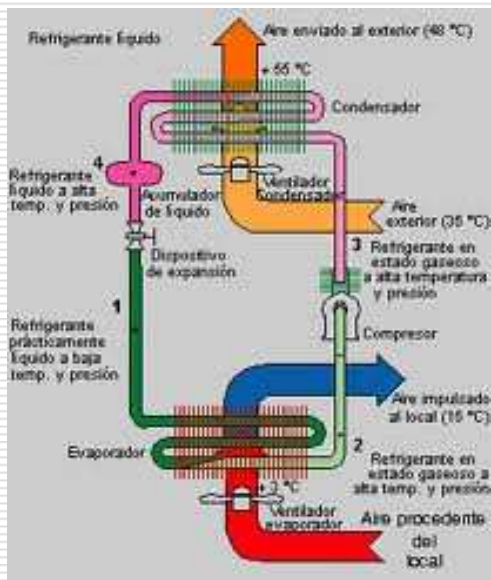 Refrigerante líquido
Aire enviado al exterior (48 °C)
+ 55 °C
Condensador
4
Refrigerante
líquido a alta
temp. y presión
Acumulador
de líquido
Ventilador
Condensador
Aire
exterior (35 °C)
Dispositivo
de expansión
3
Refrigerante en
estado gaseoso
a alta temperatura
y presión
1
Compresor
Refrigerante
prácticamente
líquido a baja
temp. y presión
Aire impulsado
al local (15 °C)
Evaporador
2
Refrigerante en
estado gaseoso a
alta temp. y presión
+ 3 °C
Ventilador
evaporador
Aire procedente
del
local